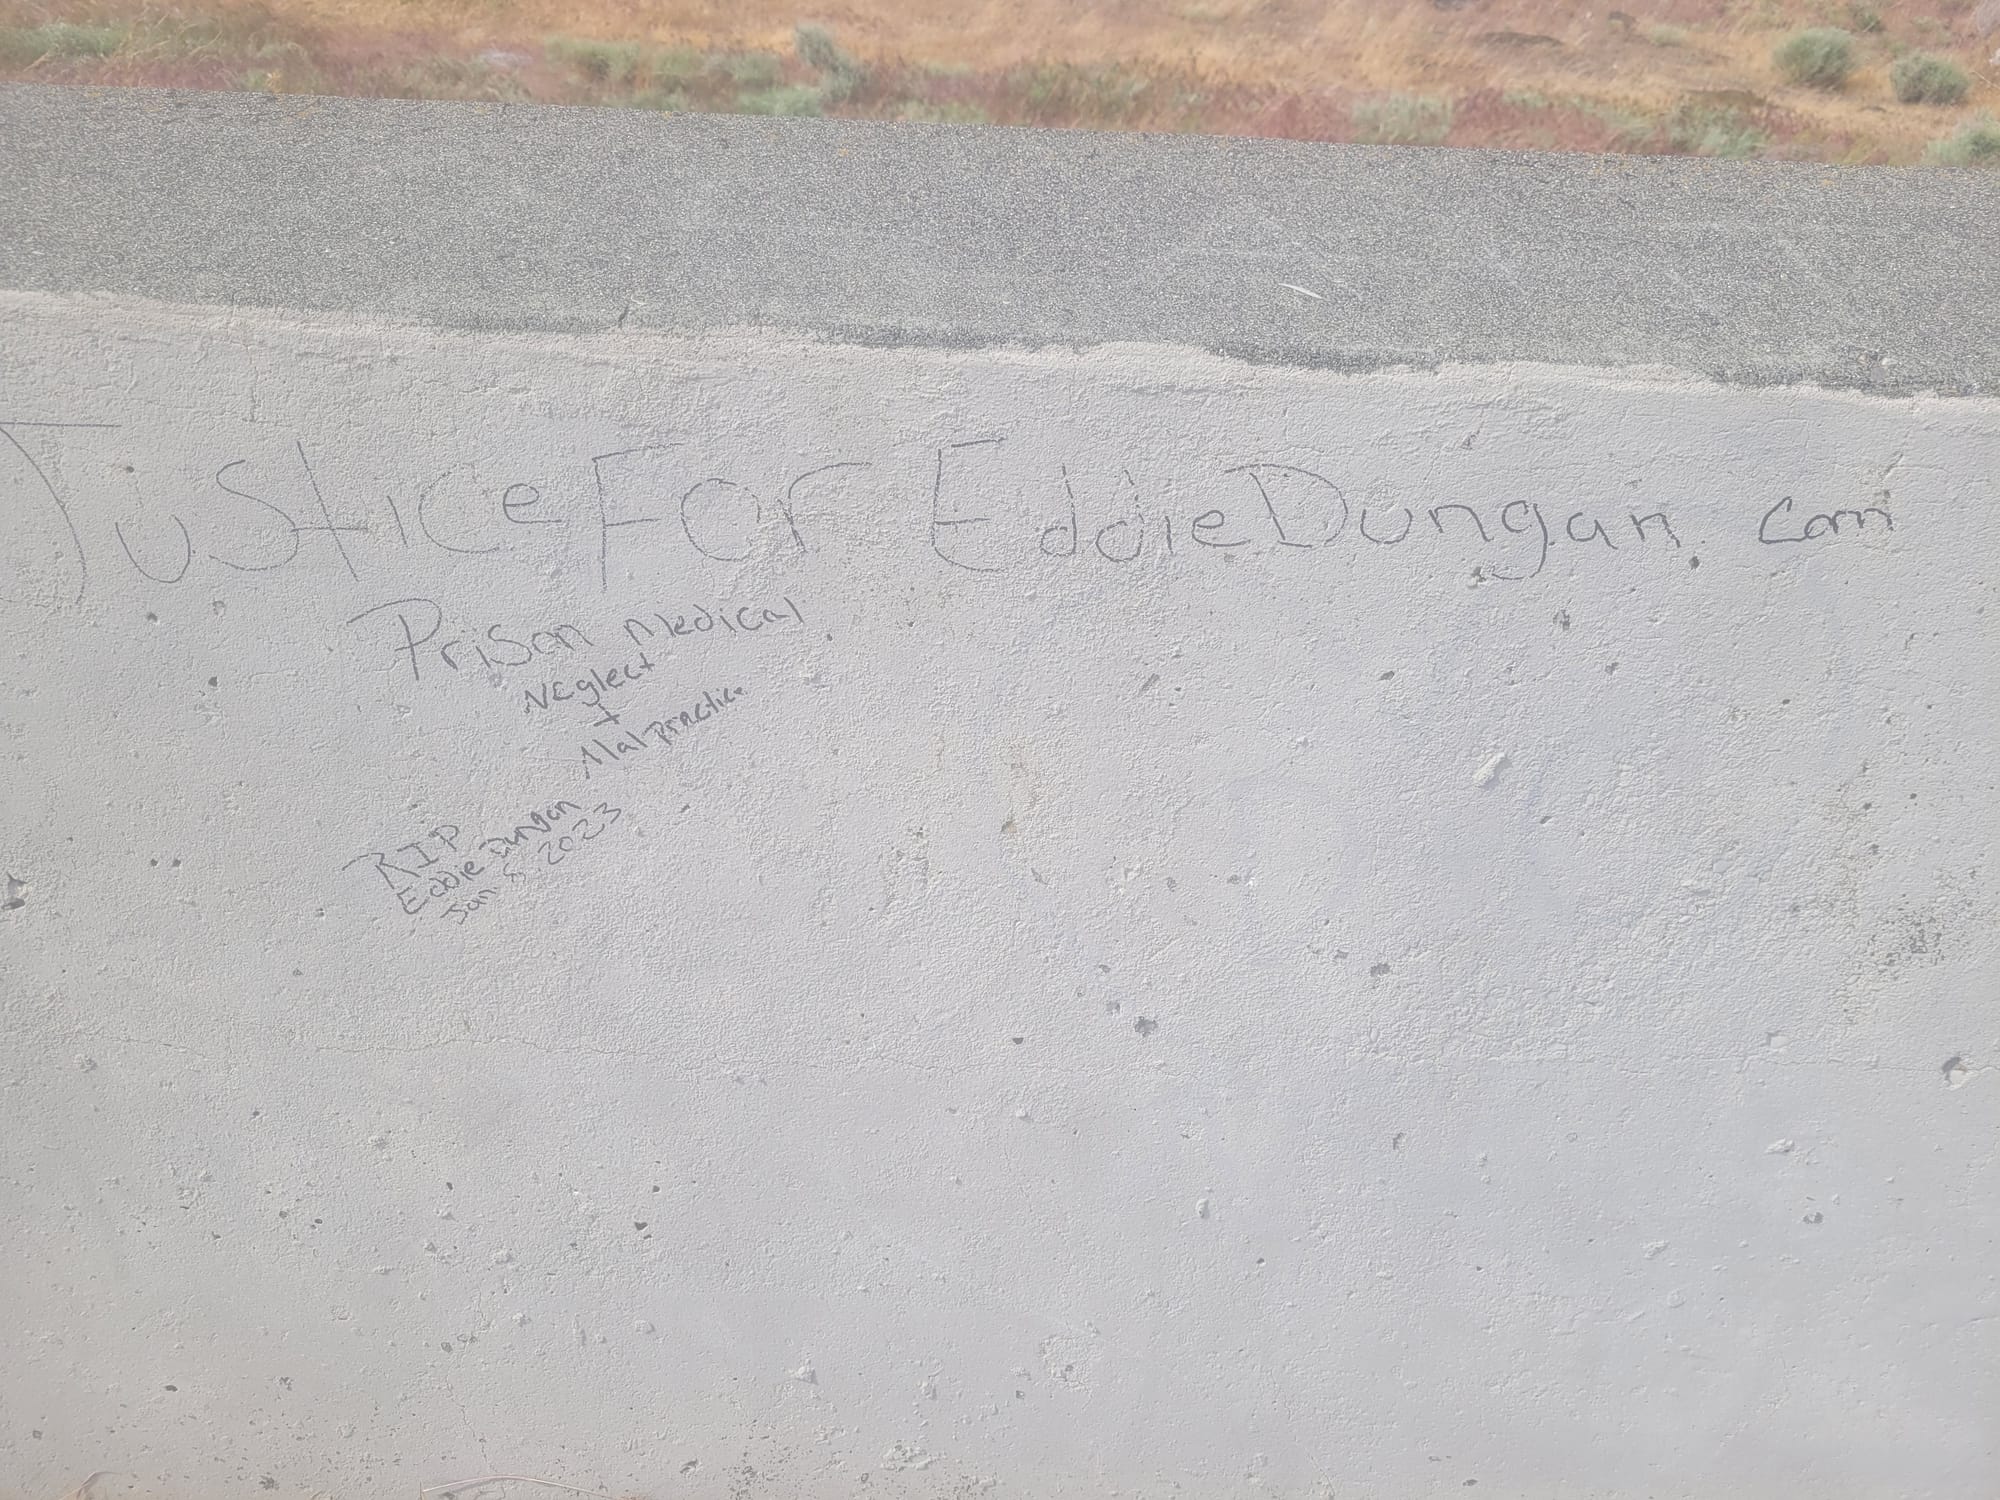 JusticeForEddieDungan.com
Prison Medical
Neglect
+
Malpractice
RIP
Eddie Dungan
Jan 8 2023